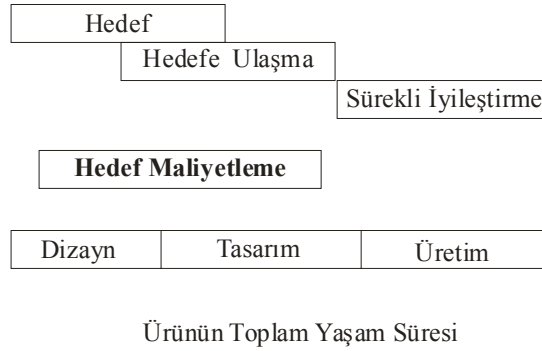 Hedef
Hedefe Ulaşma
Sürekli İyileştirme
Hedef Maliyetleme
Dizayn Tasarım Üretim
Ürünün Toplam Yaşam Süresi